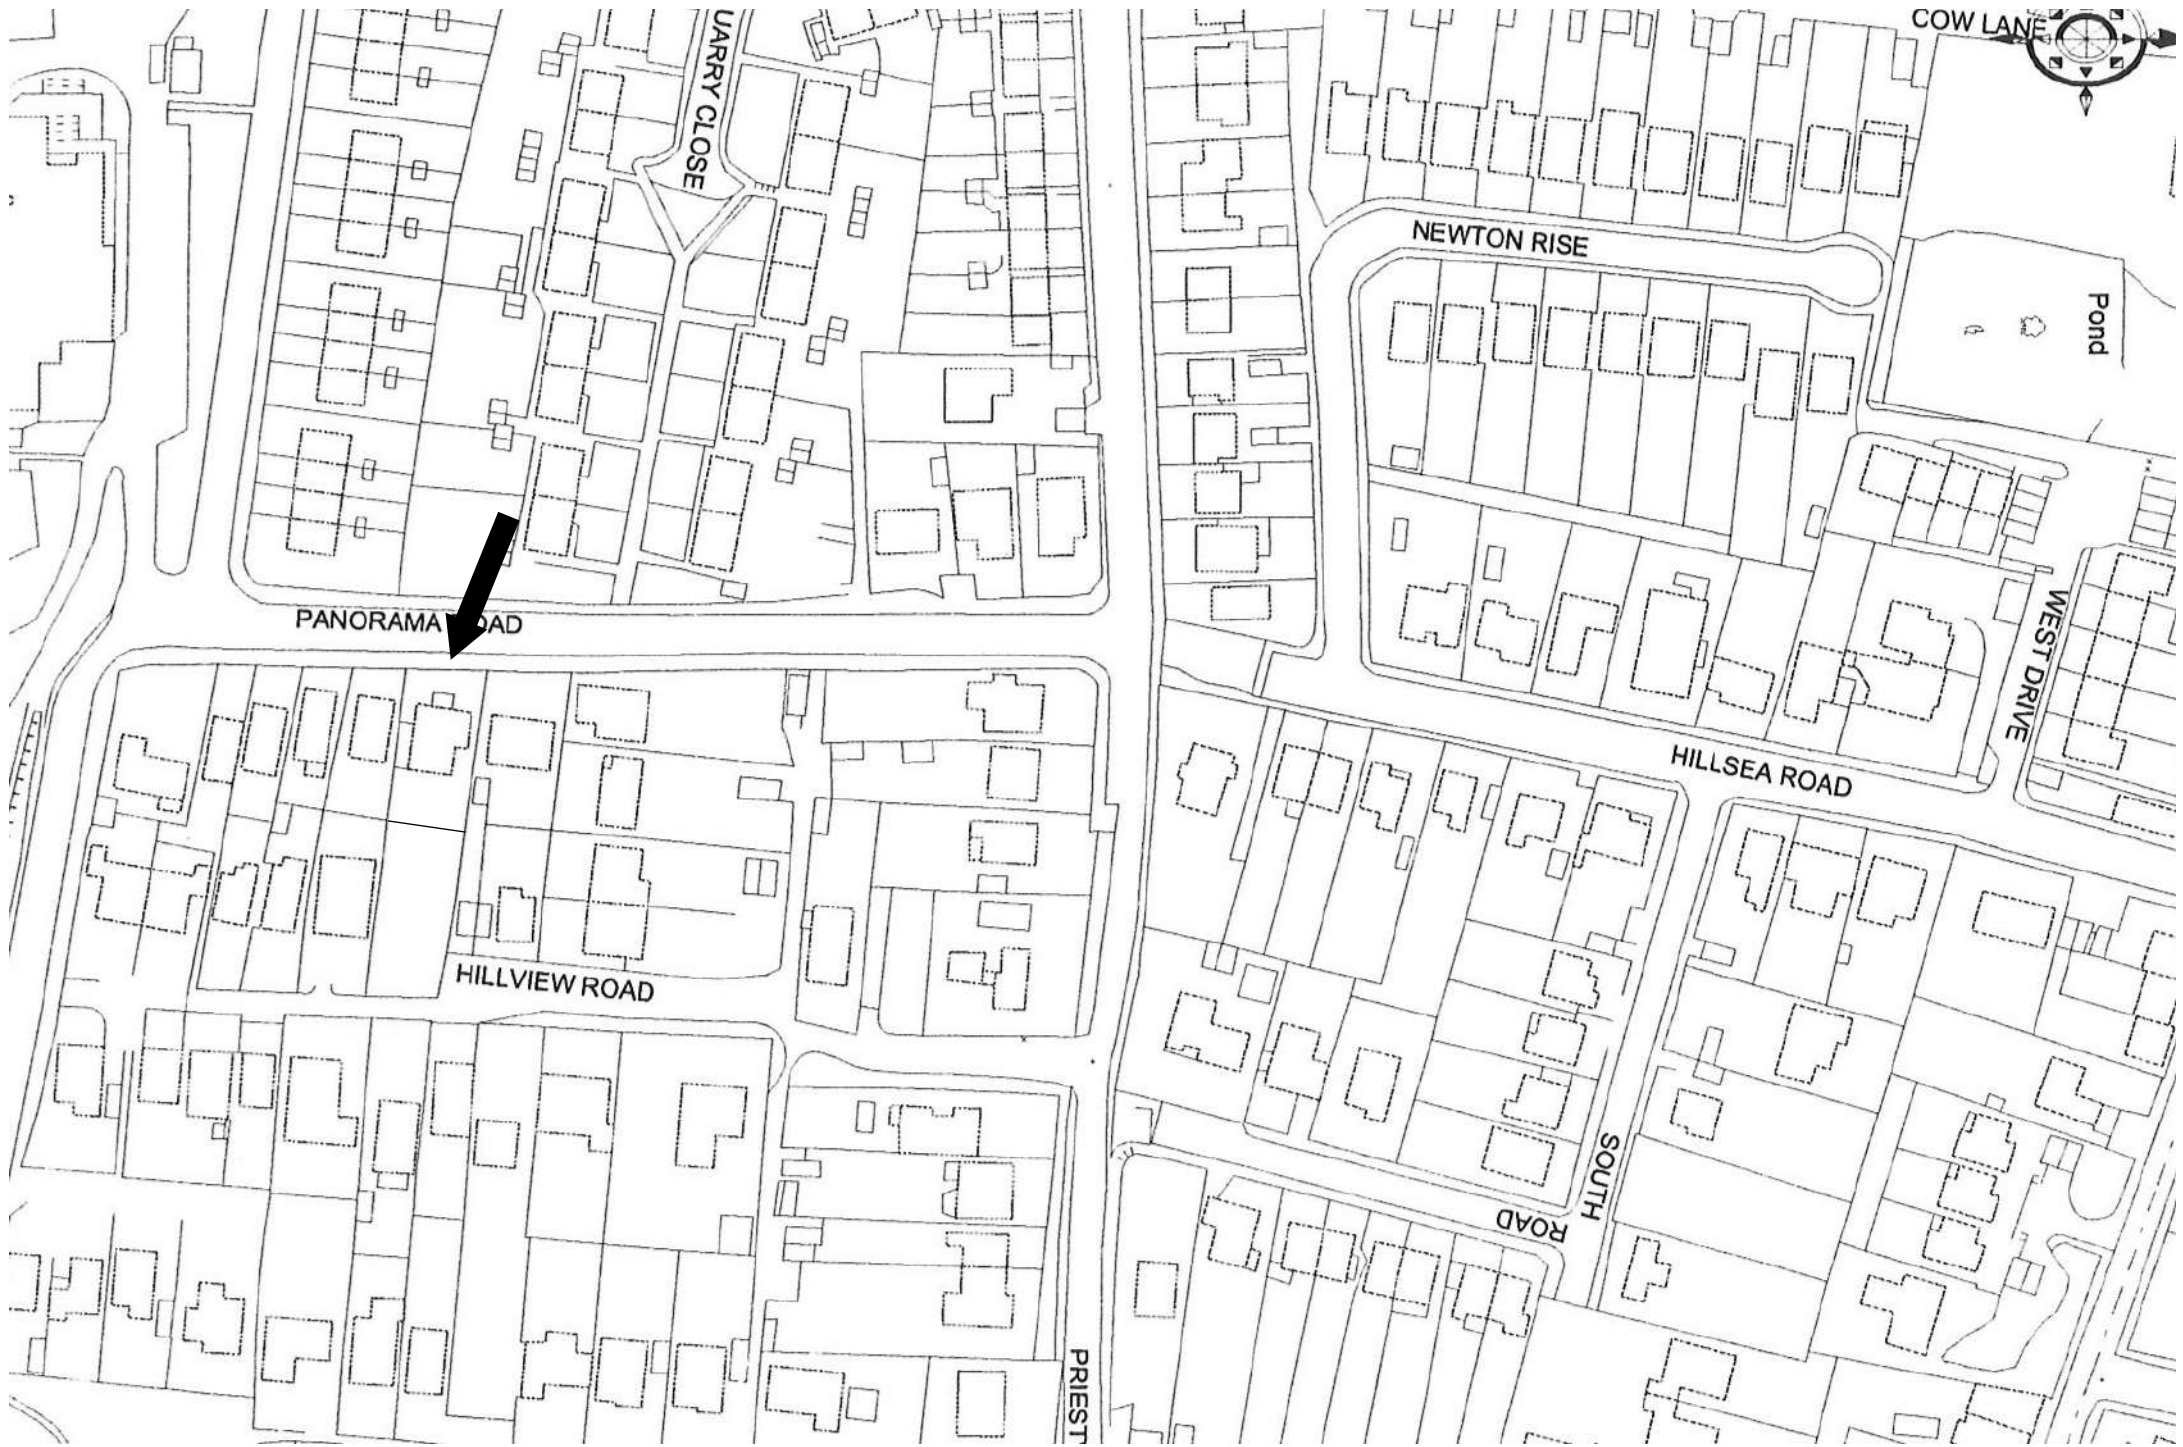 COW LANE
UARRY CLOSE
NEWTON RISE
Pond
PANORAMA OAD
WEST DRIVE
HILLSEA ROAD
HILLVIEW ROAD
SOUTH
ROAD
PRIEST